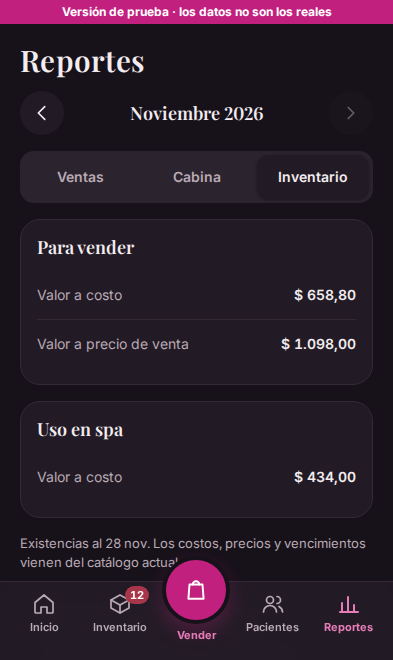 Versión de prueba · los datos no son los reales
Reportes
Noviembre 2026
Ventas
Cabina
Inventario
Para vender
Valor a costo
$ 658,80
Valor a precio de venta
$ 1.098,00
Uso en spa
Valor a costo
$ 434,00
Existencias al 28 nov. Los costos, precios y vencimientos
vienen del catálogo actual
12
Inicio
Inventario
Vender
Pacientes
Reportes